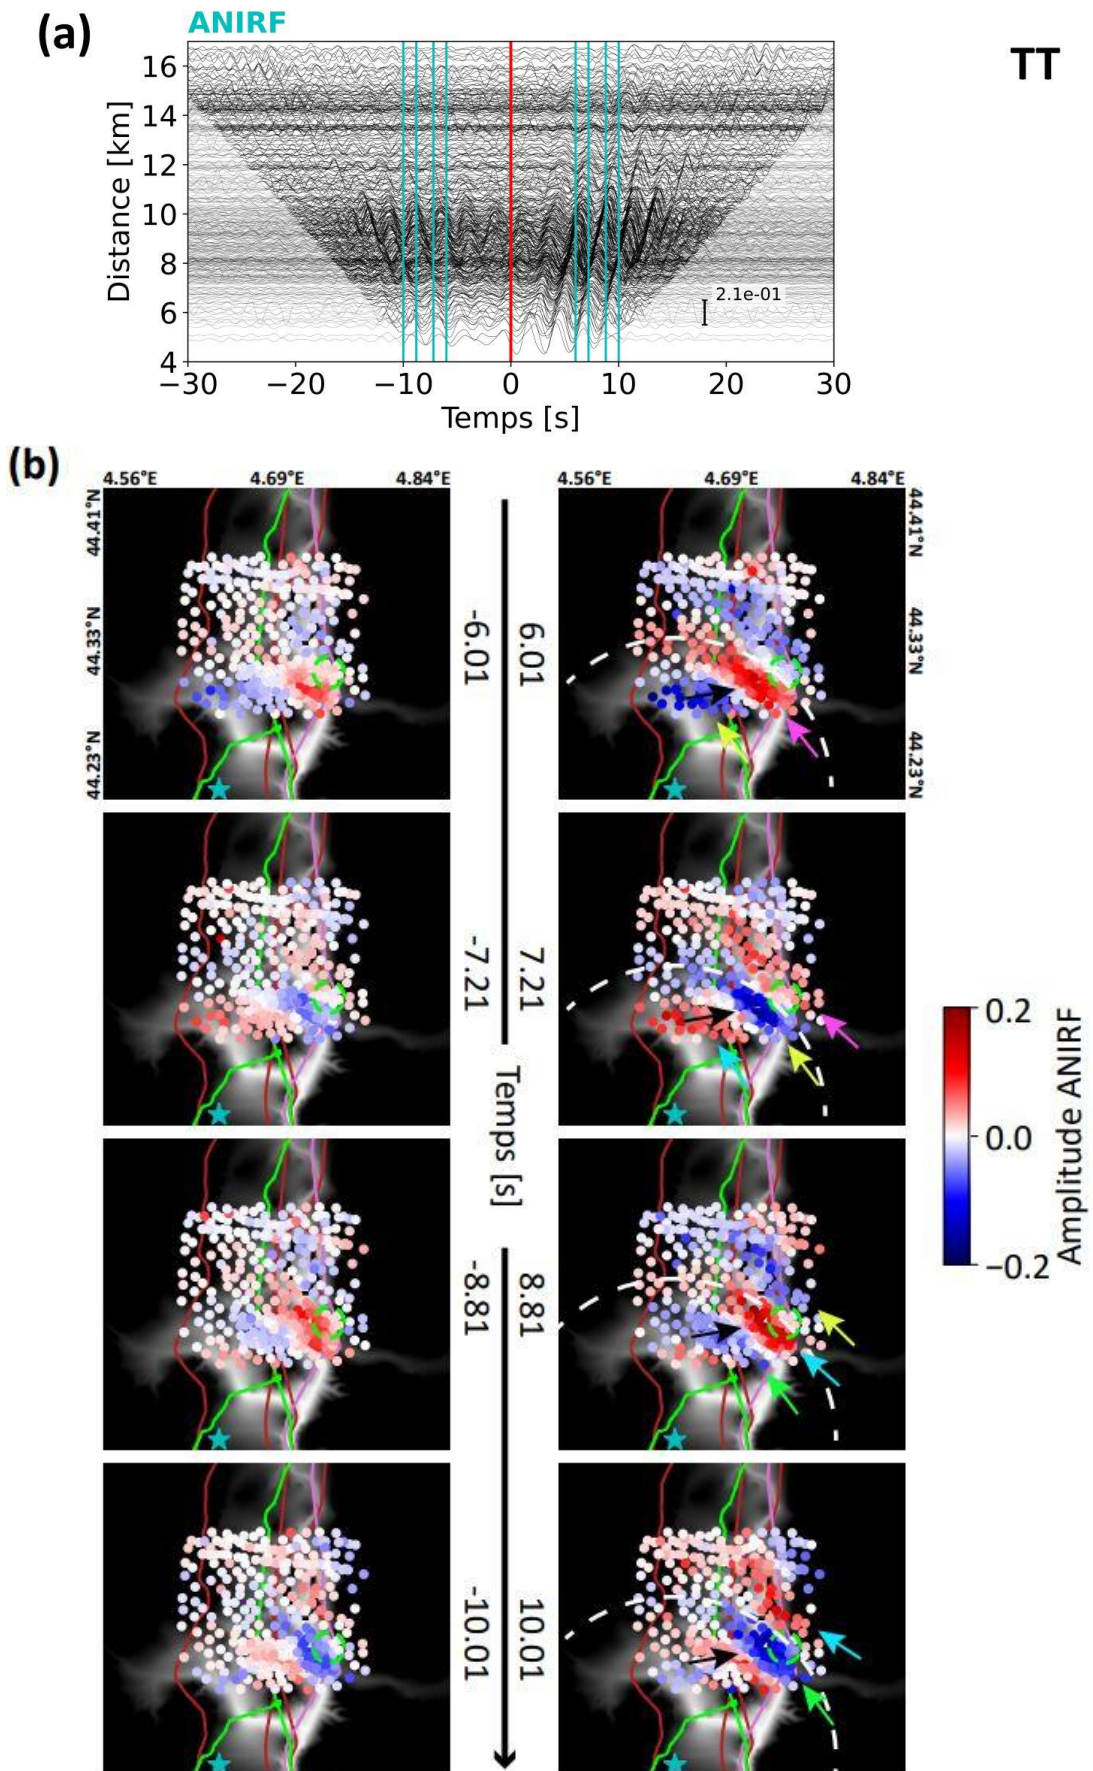 (a)
ANIRF
TT
Distance [km]
16
14
12
10
8
6
4
2.1e-01
−30
−20
−10
0
10
20
30
Temps [s]
(b)
4.56°E
4.69°E
4.84°E
4.56°E
4.69°E
4.84°E
44.41°N
44.33°N
44.23°N
44.41°N
44.33°N
44.23°N
-6.01
6.01
-7.21
7.21
Temps [s]
-8.81
8.81
-10.01
10.01
0.2
0.0
−0.2
Amplitude ANIRF